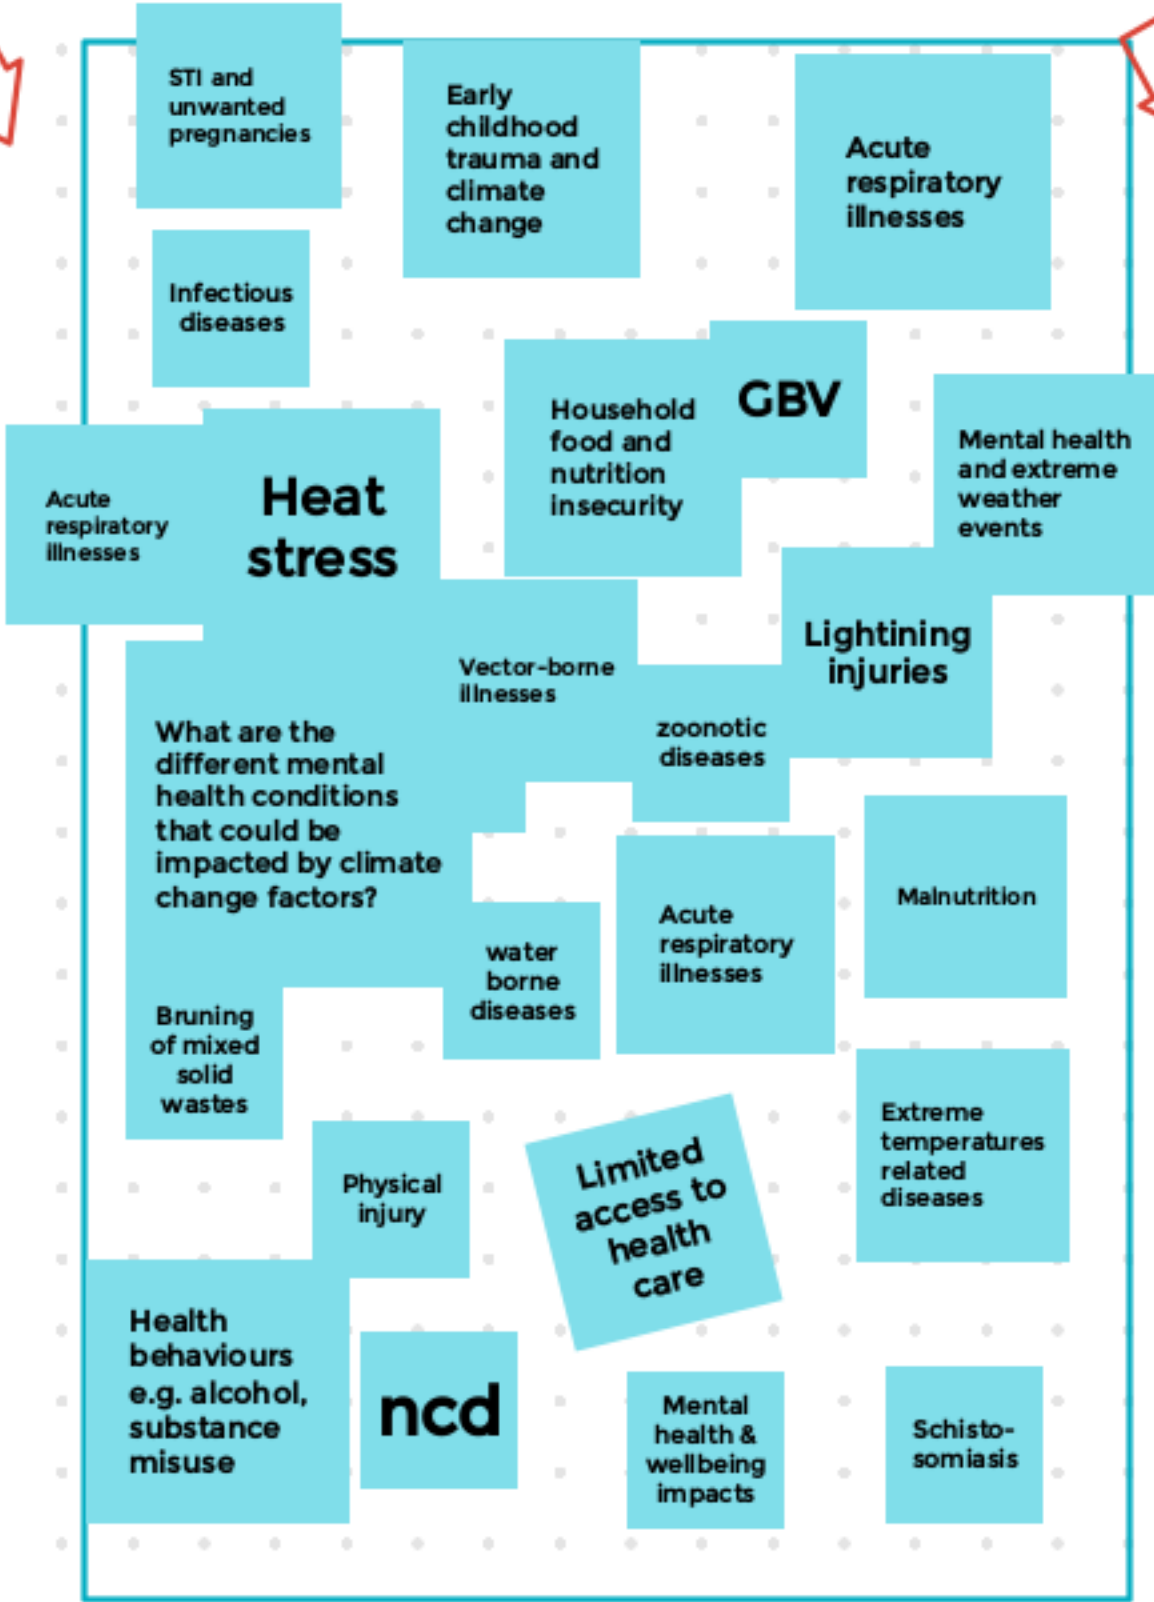 STI and
unwanted
pregnancies
Early
childhood
trauma and
climate
change
Acute
respiratory
illnesses
Infectious
diseases
Household
food and
nutrition
insecurity
GBV
Mental health
and extreme
weather
events
Acute
respiratory
illnesses
Heat
stress
Vector-borne
illnesses
zoonotic
diseases
Lightining
injuries
What are the
different mental
health conditions
that could be
impacted by climate
change factors?
Malnutrition
water
borne
diseases
Acute
respiratory
illnesses
Bruning
of mixed
solid
wastes
Physical
injury
Limited
access to
health
care
Extreme
temperatures
related
diseases
Health
behaviours
e.g. alcohol,
substance
misuse
ncd
Mental
health &
wellbeing
impacts
Schisto-
somiasis